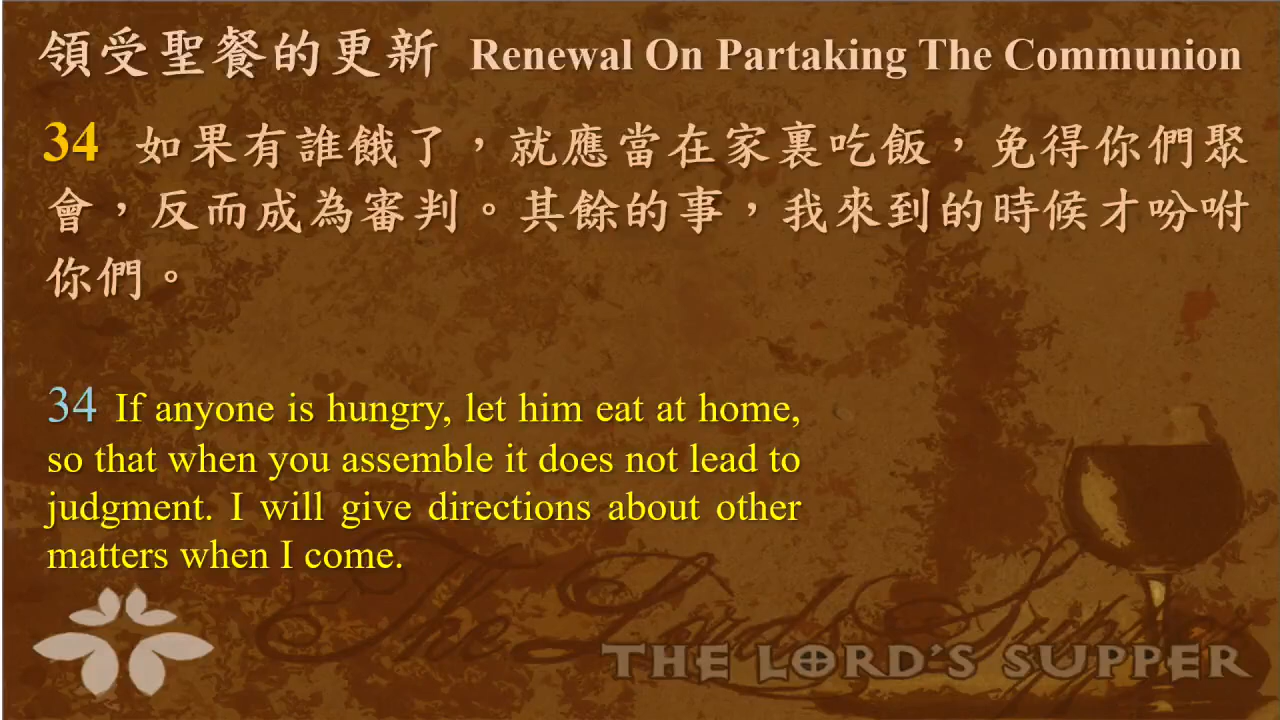 領受聖餐的更新 Renewal On Partaking The Communion
34 如果有誰餓了，就應當在家裏吃飯，免得你們聚
會，反而成為審判。其餘的事，我來到的時候才吩咐
你們。
34 If anyone is hungry, let him eat at home,
so that when you assemble it does not lead to
judgment. I will give directions about other
matters when I come.
The Lord's Supper
THE LORD'S SUPPER